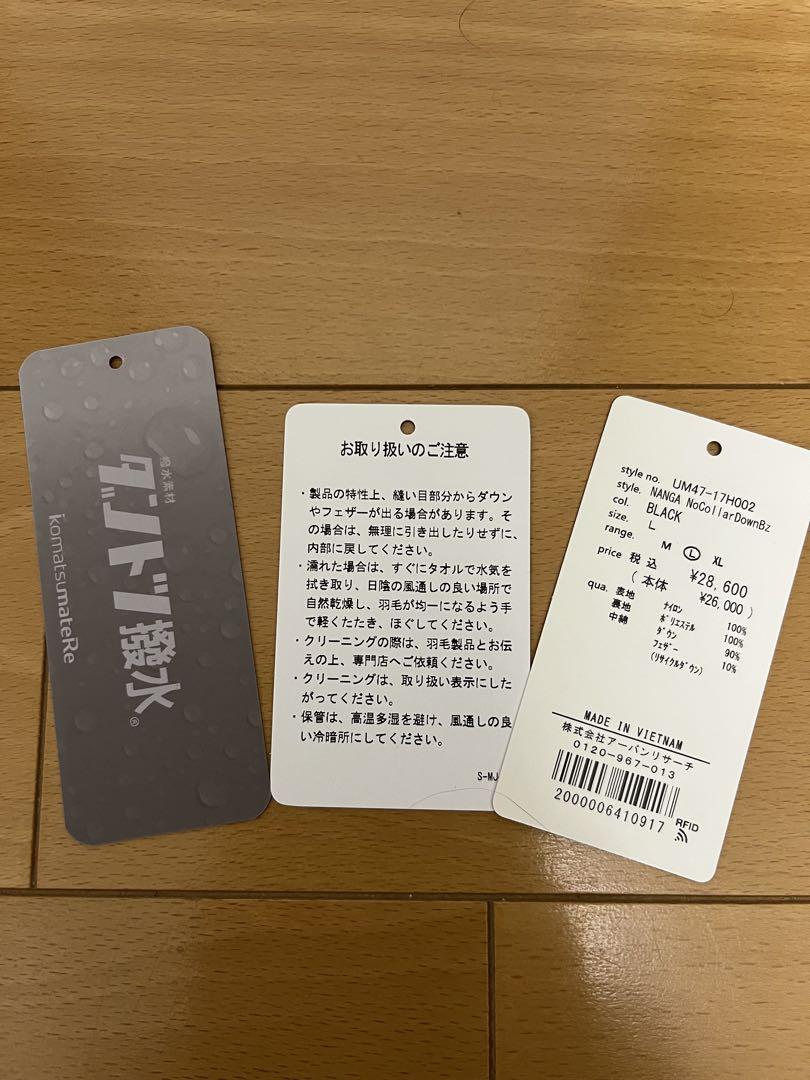 撥水素材
ダントツ撥水®
komatsumateRe
お取り扱いのご注意
・製品の特性上、縫い目部分からダウン
やフェザーが出る場合があります。そ
の場合は、無理に引き出したりせずに、
内部に戻してください。
・濡れた場合は、すぐにタオルで水気を
拭き取り、日陰の風通しの良い場所で
自然乾燥し、羽毛が均一になるよう手
で軽くたたき、ほぐしてください。
・クリーニングの際は、羽毛製品とお伝
えの上、専門店へご依頼ください。
・クリーニングは、取り扱い表示にした
がってください。
・保管は、高温多湿を避け、風通しの良
い冷暗所にしてください。
S-MJ
style no. UM47-17H002
style. NANGA NoCollarDownBz
col. BLACK
size. L
range. M L XL
price 税込 ¥28,600
(本体 ¥26,000)
qua. 表地 ナイロン 100%
裏地 ポリエステル 100%
中綿 ダウン 90%
フェザー 10%
(リサイクルダウン)
MADE IN VIETNAM
株式会社アーバンリサーチ
0120-967-013
2000006410917
RFID